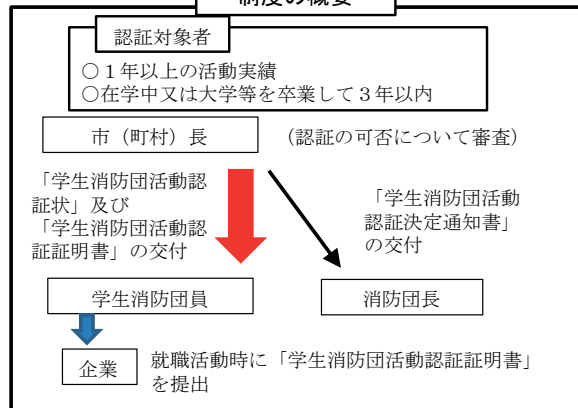 制度の概要
認証対象者
○１年以上の活動実績
○在学中又は大学等を卒業して３年以内
市（町村）長
（認証の可否について審査）
「学生消防団活動認
証状」及び
「学生消防団活動認
証証明書」の交付
「学生消防団活動
認証決定通知書」
の交付
学生消防団員
消防団長
企業
就職活動時に「学生消防団活動認証証明書」
を提出